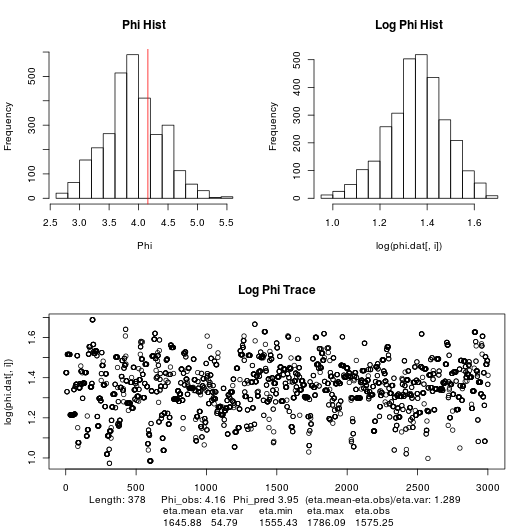 Phi Hist
Log Phi Hist
Frequency
0
100
300
500
2.5 3.0 3.5 4.0 4.5 5.0 5.5
Phi
Frequency
0
100
200
300
400
500
1.0 1.2 1.4 1.6
log(phi.dat[, i])
Log Phi Trace
log(phi.dat[, i])
1.0
1.2
1.4
1.6
0 500 1000 1500 2000 2500 3000
Length: 378 Phi_obs: 4.16 Phi_pred 3.95 (eta.mean-eta.obs)/eta.var: 1.289
eta.mean eta.var eta.min eta.max eta.obs
1645.88 54.79 1555.43 1786.09 1575.25